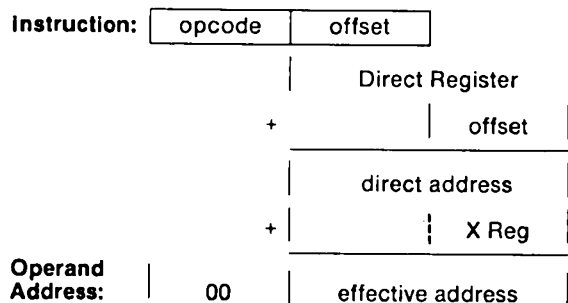 Instruction: opcode offset
Direct Register
+ offset
direct address
+ X Reg
Operand
Address: 00 effective address